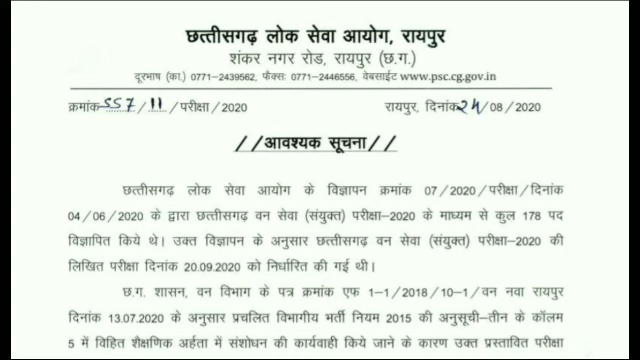 छत्तीसगढ़ लोक सेवा आयोग, रायपुर
शंकर नगर रोड, रायपुर (छ.ग.)
दूरभाष (का.) 0771-2439562, फैक्सः 0771-2446556, वेबसाईट www.psc.cg.gov.in
क्रमांक 557/11/परीक्षा/2020 रायपुर, दिनांक 24/08/2020
//आवश्यक सूचना//
छत्तीसगढ़ लोक सेवा आयोग के विज्ञापन क्रमांक 07/2020/परीक्षा/दिनांक
04/06/2020 के द्वारा छत्तीसगढ़ वन सेवा (संयुक्त) परीक्षा-2020 के माध्यम से कुल 178 पद
विज्ञापित किये थे। उक्त विज्ञापन के अनुसार छत्तीसगढ़ वन सेवा (संयुक्त) परीक्षा-2020 की
लिखित परीक्षा दिनांक 20.09.2020 को निर्धारित की गई थी।
छ.ग. शासन, वन विभाग के पत्र क्रमांक एफ 1-1/2018/10-1/वन नवा रायपुर
दिनांक 13.07.2020 के अनुसार प्रचलित विभागीय भर्ती नियम 2015 की अनुसूची-तीन के कॉलम
5 में विहित शैक्षणिक अर्हता में संशोधन की कार्यवाही किये जाने के कारण उक्त प्रस्तावित परीक्षा